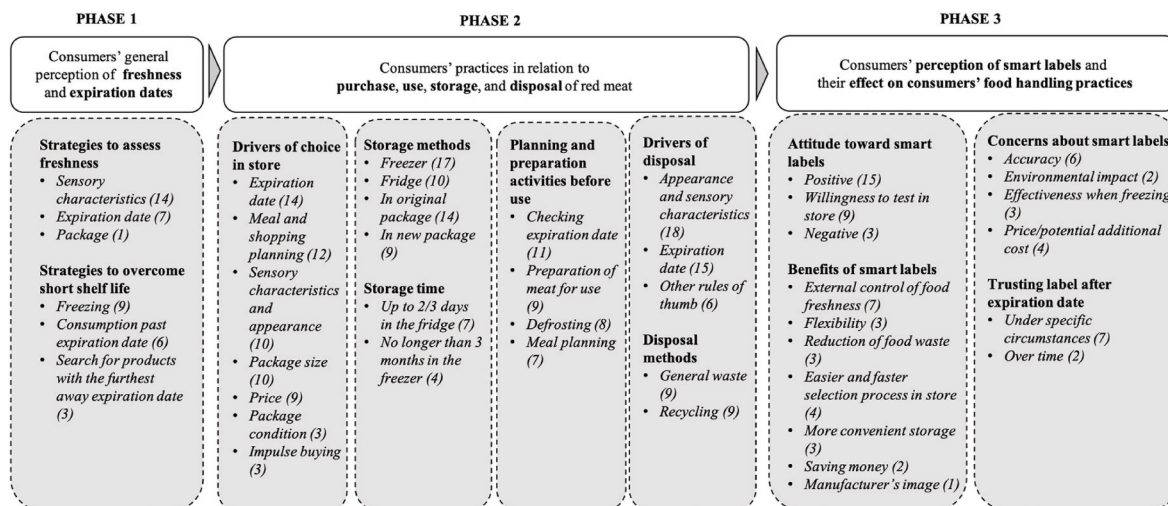 PHASE 1
PHASE 2
PHASE 3
Consumers' general
perception of freshness
and expiration dates
Consumers' practices in relation to
purchase, use, storage, and disposal of red meat
Consumers' perception of smart labels and
their effect on consumers' food handling practices
Strategies to assess
freshness
• Sensory
characteristics (14)
• Expiration date (7)
• Package (1)
Strategies to overcome
short shelf life
• Freezing (9)
• Consumption past
expiration date (6)
• Search for products
with the furthest
away expiration date
(3)
Drivers of choice
in store
• Expiration
date (14)
• Meal and
shopping
planning (12)
• Sensory
characteristics
and
appearance
(10)
• Package size
(10)
• Price (9)
• Package
condition (3)
• Impulse buying
(3)
Storage methods
• Freezer (17)
• Fridge (10)
• In original
package (14)
• In new package
(9)
Storage time
• Up to 2/3 days
in the fridge (7)
• No longer than 3
months in the
freezer (4)
Planning and
preparation
activities before
use
• Checking
expiration date
(11)
• Preparation of
meat for use
(9)
• Defrosting (8)
• Meal planning
(7)
Drivers of
disposal
• Appearance
and sensory
characteristics
(18)
• Expiration
date (15)
• Other rules of
thumb (6)
Disposal
methods
• General waste
(9)
• Recycling (9)
Attitude toward smart
labels
• Positive (15)
• Willingness to test in
store (9)
• Negative (3)
Benefits of smart labels
• External control of food
freshness (7)
• Flexibility (3)
• Reduction of food waste
(3)
• Easier and faster
selection process in store
(4)
• More convenient storage
(3)
• Saving money (2)
• Manufacturer's image (1)
Concerns about smart labels
• Accuracy (6)
• Environmental impact (2)
• Effectiveness when freezing
(3)
• Price/potential additional
cost (4)
Trusting label after
expiration date
• Under specific
circumstances (7)
• Over time (2)